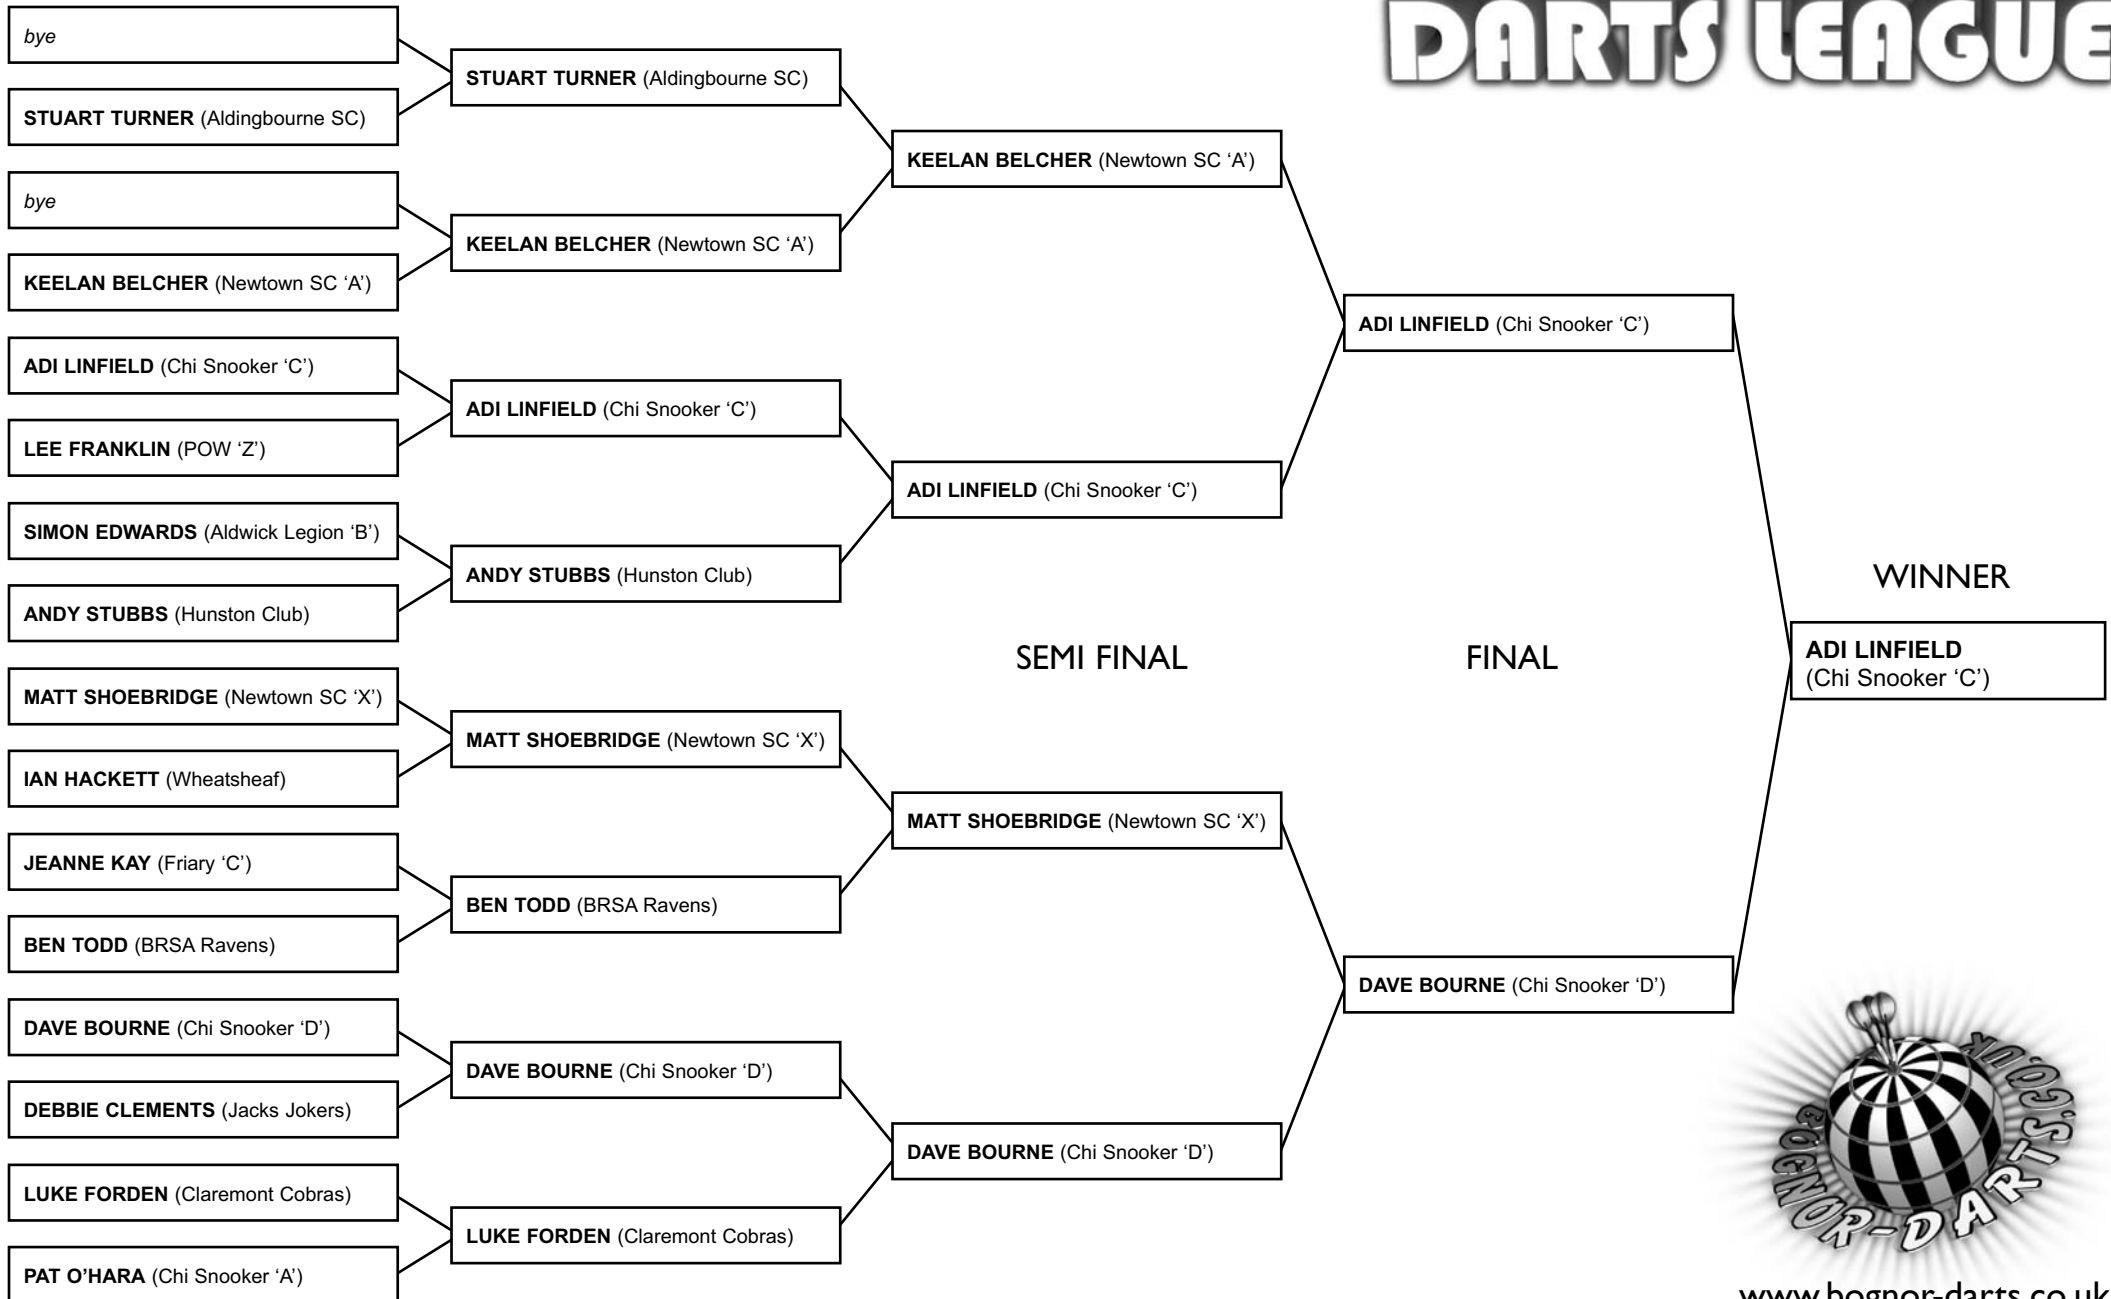 DARTS LEAGUE
bye
STUART TURNER (Aldingbourne SC)
bye
KEELAN BELCHER (Newtown SC ‘A’)
ADI LINFIELD (Chi Snooker ‘C’)
LEE FRANKLIN (POW ‘Z’)
SIMON EDWARDS (Aldwick Legion ‘B’)
ANDY STUBBS (Hunston Club)
MATT SHOEBRIDGE (Newtown SC ‘X’)
IAN HACKETT (Wheatsheaf)
JEANNE KAY (Friary ‘C’)
BEN TODD (BRSA Ravens)
DAVE BOURNE (Chi Snooker ‘D’)
DEBBIE CLEMENTS (Jacks Jokers)
LUKE FORDEN (Claremont Cobras)
PAT O’HARA (Chi Snooker ‘A’)
STUART TURNER (Aldingbourne SC)
KEELAN BELCHER (Newtown SC ‘A’)
ADI LINFIELD (Chi Snooker ‘C’)
ANDY STUBBS (Hunston Club)
MATT SHOEBRIDGE (Newtown SC ‘X’)
BEN TODD (BRSA Ravens)
DAVE BOURNE (Chi Snooker ‘D’)
LUKE FORDEN (Claremont Cobras)
KEELAN BELCHER (Newtown SC ‘A’)
ADI LINFIELD (Chi Snooker ‘C’)
SEMI FINAL
MATT SHOEBRIDGE (Newtown SC ‘X’)
DAVE BOURNE (Chi Snooker ‘D’)
ADI LINFIELD (Chi Snooker ‘C’)
FINAL
DAVE BOURNE (Chi Snooker ‘D’)
WINNER
ADI LINFIELD
(Chi Snooker ‘C’)
BOGNOR-DARTS.CO.UK
www.bognor-darts.co.uk